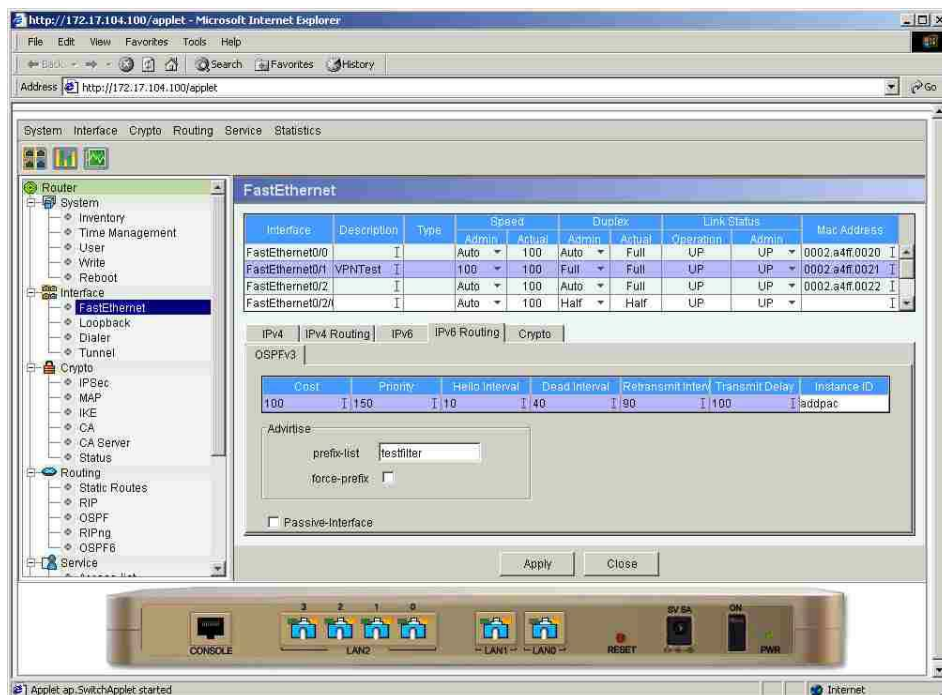 http://172.17.104.100/applet - Microsoft Internet Explorer
File Edit View Favorites Tools Help
Back Search Favorites History
Address http://172.17.104.100/applet Go
System Interface Crypto Routing Service Statistics
Router
System
Inventory
Time Management
User
Write
Reboot
Interface
FastEthernet
Loopback
Dialer
Tunnel
Crypto
IPSec
MAP
IKE
CA
CA Server
Status
Routing
Static Routes
RIP
OSPF
RIPng
OSPF6
Service
FastEthernet
Interface Description Type Speed Duplex Link Status Mac Address
Admin Actual Admin Actual Operation Admin
FastEthernet0/0 Auto 100 Auto Full UP UP 0002.a4ff.0020
FastEthernet0/1 VPNTest 100 100 Full Full UP UP 0002.a4ff.0021
FastEthernet0/2 Auto 100 Auto Full UP UP 0002.a4ff.0022
FastEthernet0/2/ Auto 100 Half Half UP UP
IPv4 IPv4 Routing IPv6 IPv6 Routing Crypto
OSPFv3
Cost Priority Hello Interval Dead Interval Retransmit Interv Transmit Delay Instance ID
100 150 10 40 90 100 addpac
Advirtise
prefix-list testfilter
force-prefix
Passive-Interface
Apply Close
3 2 1 0
CONSOLE LAN2 LAN1 LAN0 RESET 5V 5A ON PWR
Applet ap.SwitchApplet started Internet